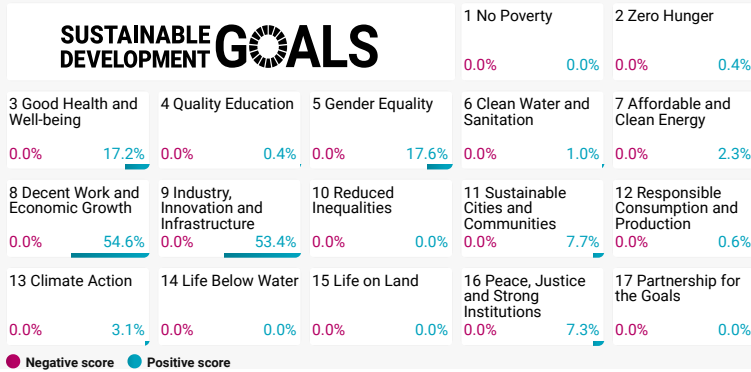 SUSTAINABLE
DEVELOPMENT
GOALS
1 No Poverty
0.0% 0.0%
2 Zero Hunger
0.0% 0.4%
3 Good Health and
Well-being
0.0% 17.2%
4 Quality Education
0.0% 0.4%
5 Gender Equality
0.0% 17.6%
6 Clean Water and
Sanitation
0.0% 1.0%
7 Affordable and
Clean Energy
0.0% 2.3%
8 Decent Work and
Economic Growth
0.0% 54.6%
9 Industry,
Innovation and
Infrastructure
0.0% 53.4%
10 Reduced
Inequalities
0.0% 0.0%
11 Sustainable
Cities and
Communities
0.0% 7.7%
12 Responsible
Consumption and
Production
0.0% 0.6%
13 Climate Action
0.0% 3.1%
14 Life Below Water
0.0% 0.0%
15 Life on Land
0.0% 0.0%
16 Peace, Justice
and Strong
Institutions
0.0% 7.3%
17 Partnership for
the Goals
0.0% 0.0%
Negative score Positive score